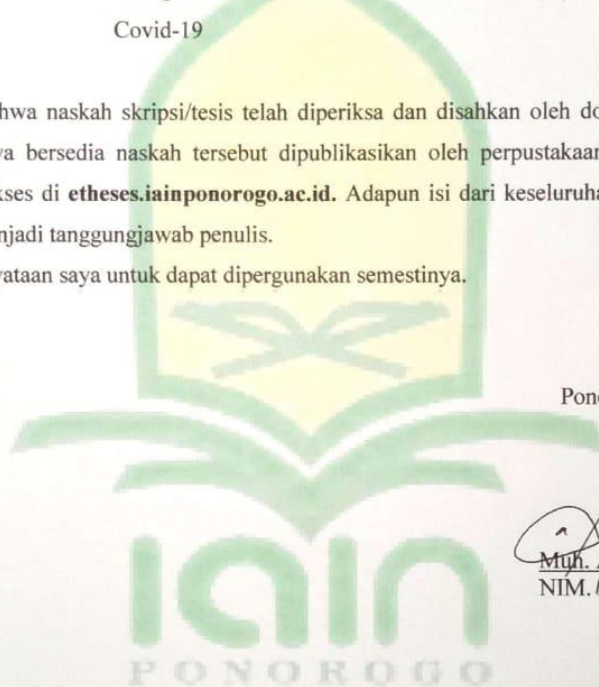 Covid-19
hwa naskah skripsi/tesis telah diperiksa dan disahkan oleh do
ya bersedia naskah tersebut dipublikasikan oleh perpustakaan
kses di etheses.iainponorogo.ac.id. Adapun isi dari keseluruha
njadi tanggungjawab penulis.
yataan saya untuk dapat dipergunakan semestinya.
Pono
Muh.
NIM.
iain
PONOROGO